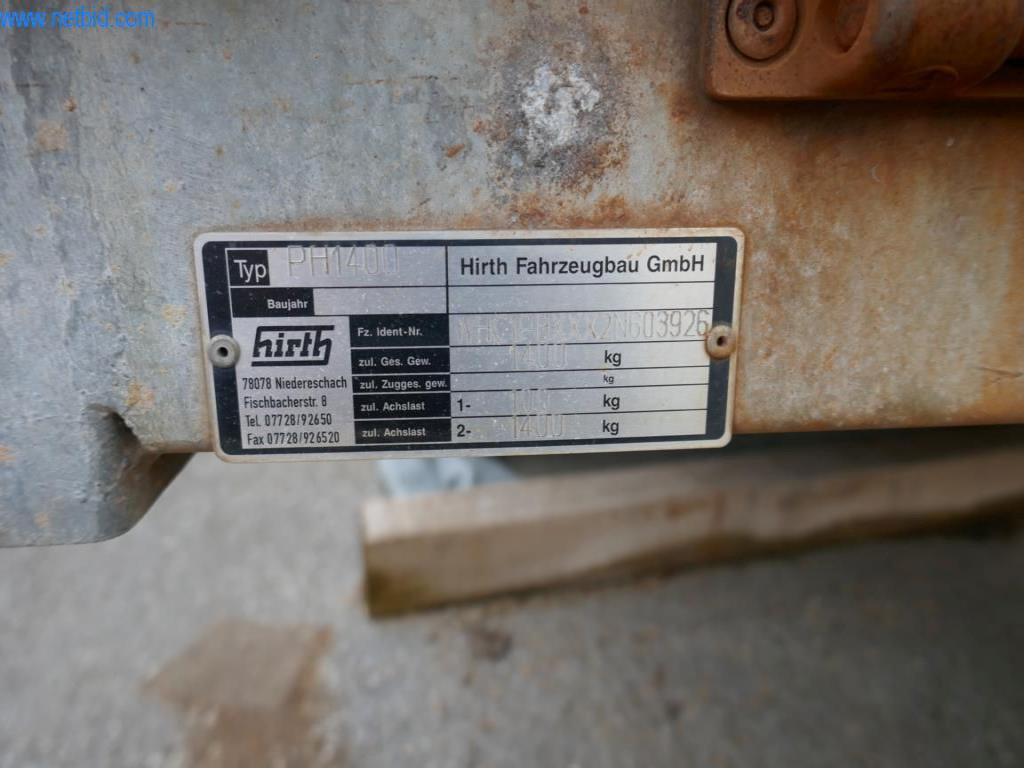 www.netbid.com
Typ PH1400 Hirth Fahrzeugbau GmbH
Baujahr
hirth
78078 Niedereschach
Fischbacherstr. 8
Tel. 07728/92650
Fax 07728/926520
Fz. Ident-Nr.
zul. Ges. Gew. 1400 kg
zul. Zugges. gew. kg
zul. Achslast 1- kg
zul. Achslast 2- 1400 kg